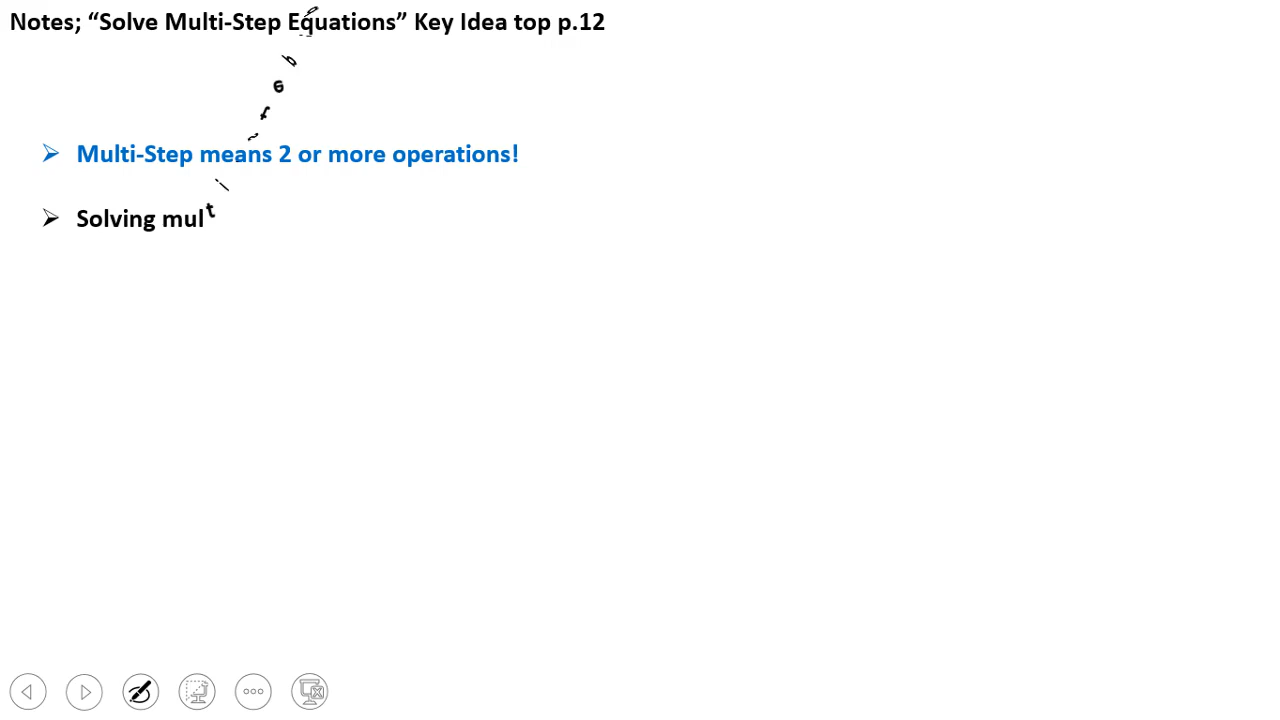 Notes; “Solve Multi-Step Equations” Key Idea top p.12
➢ Multi-Step means 2 or more operations!
➢ Solving mult